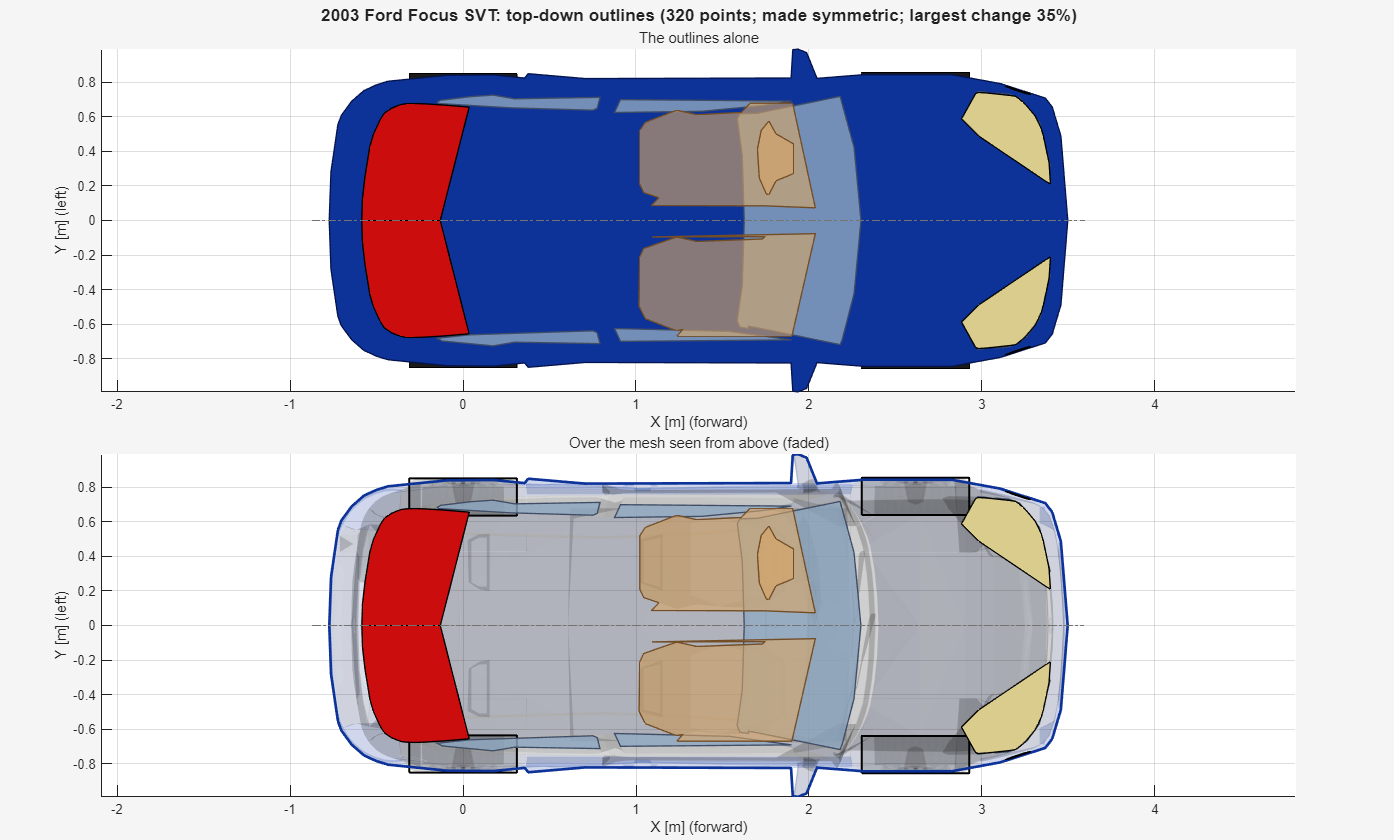 2003 Ford Focus SVT: top-down outlines (320 points; made symmetric; largest change 35%)
The outlines alone
0.8
0.6
0.4
0.2
0
-0.2
-0.4
-0.6
-0.8
Y [m] (left)
-2 -1 0 1 2 3 4
X [m] (forward)
Over the mesh seen from above (faded)
0.8
0.6
0.4
0.2
0
-0.2
-0.4
-0.6
-0.8
Y [m] (left)
-2 -1 0 1 2 3 4
X [m] (forward)